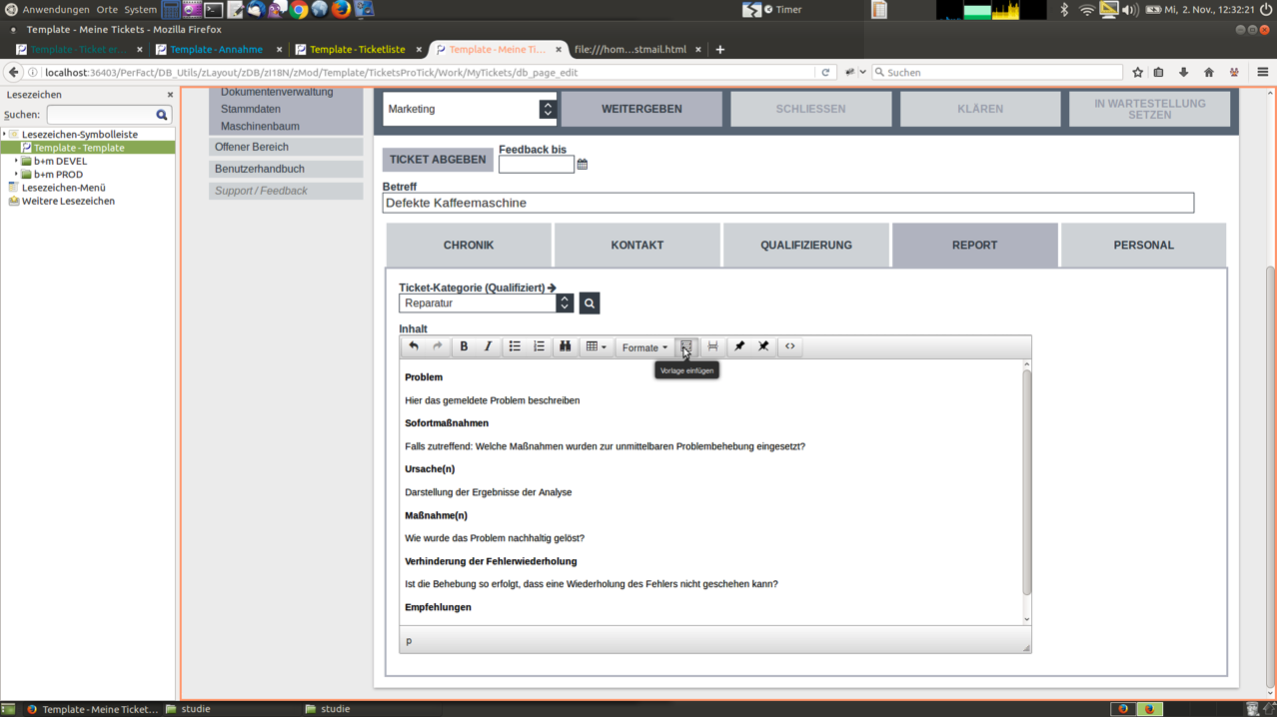 Anwendungen Orte System
Timer
Mi, 2. Nov., 12:32:21
Template - Meine Tickets - Mozilla Firefox
Template - Ticket er... ×
Template - Annahme ×
Template - Ticketliste ×
Template - Meine Ti... ×
file:///hom...stmail.html ×
localhost:36403/PerFact/DB_Utils/zLayout/zDB/zI18N/zMod/Template/TicketsProTick/Work/MyTickets/db_page_edit
Suchen
Lesezeichen
Suchen:
Lesezeichen-Symbolleiste
Template - Template
b+m DEVEL
b+m PROD
Lesezeichen-Menü
Weitere Lesezeichen
Dokumentenverwaltung
Stammdaten
Maschinenbaum
Offener Bereich
Benutzerhandbuch
Support / Feedback
Marketing
WEITERGEBEN
SCHLIESSEN
KLÄREN
IN WARTESTELLUNG
SETZEN
TICKET ABGEBEN
Feedback bis
Betreff
Defekte Kaffeemaschine
CHRONIK
KONTAKT
QUALIFIZIERUNG
REPORT
PERSONAL
Ticket-Kategorie (Qualifiziert)
Reparatur
Inhalt
B I
Formate
Vorlage einfügen
Problem
Hier das gemeldete Problem beschreiben
Sofortmaßnahmen
Falls zutreffend: Welche Maßnahmen wurden zur unmittelbaren Problembehebung eingesetzt?
Ursache(n)
Darstellung der Ergebnisse der Analyse
Maßnahme(n)
Wie wurde das Problem nachhaltig gelöst?
Verhinderung der Fehlerwiederholung
Ist die Behebung so erfolgt, dass eine Wiederholung des Fehlers nicht geschehen kann?
Empfehlungen
p
Template - Meine Ticket...
studie
studie